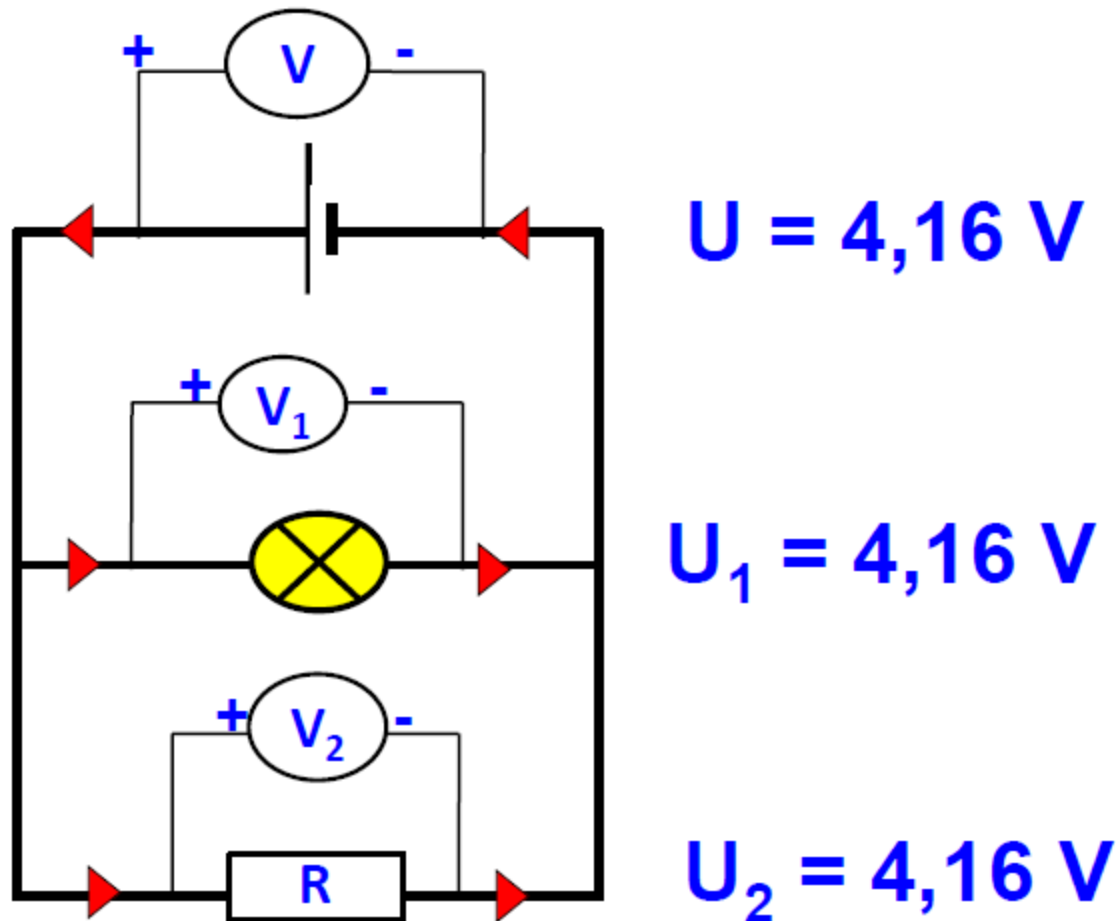 + V -
U = 4,16 V
+ V₁ -
U₁ = 4,16 V
+ V₂ -
R
U₂ = 4,16 V